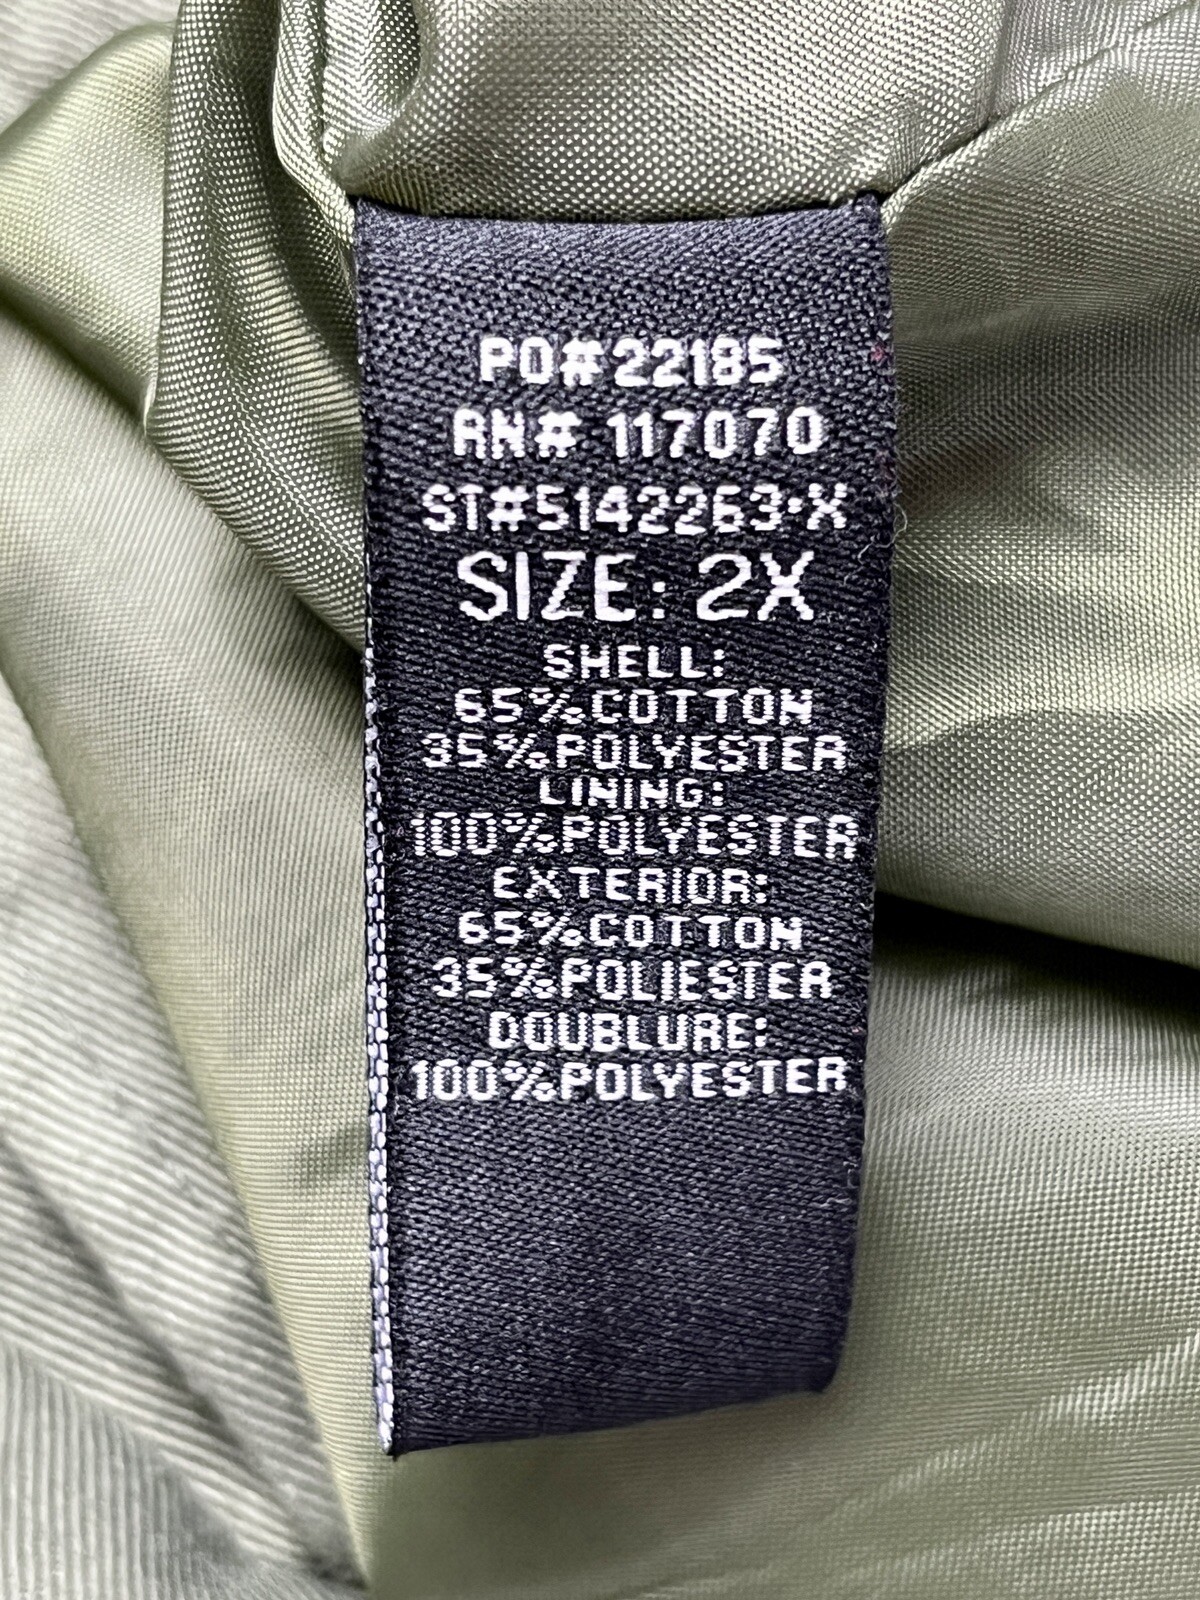 PO#22185
RN# 117070
ST#5142263-X
SIZE: 2X
SHELL:
65%COTTON
35%POLYESTER
LINING:
100%POLYESTER
EXTERIOR:
65%COTTON
35%POLIESTER
DOUBLURE:
100%POLYESTER